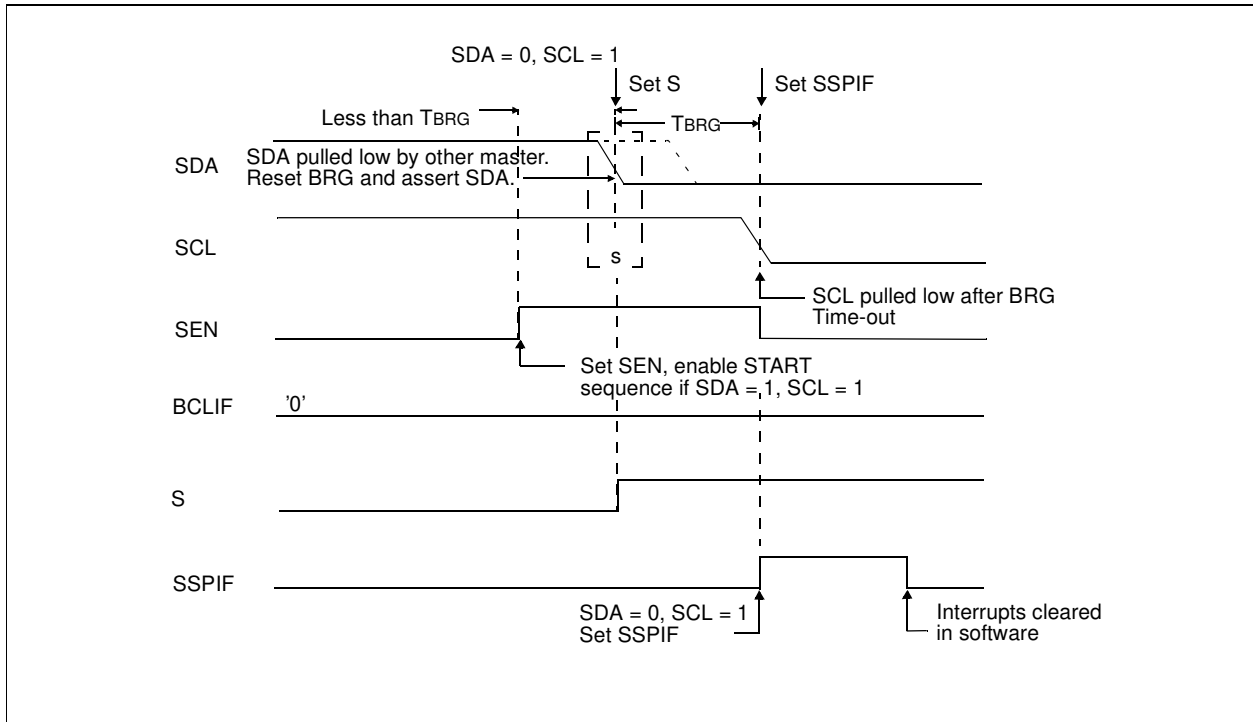 SDA = 0, SCL = 1
Set S
Set SSPIF
Less than TBRG
TBRG
SDA
SDA pulled low by other master.
Reset BRG and assert SDA.
SCL
s
SCL pulled low after BRG
Time-out
SEN
Set SEN, enable START
sequence if SDA = 1, SCL = 1
BCLIF
'0'
S
SSPIF
SDA = 0, SCL = 1
Set SSPIF
Interrupts cleared
in software